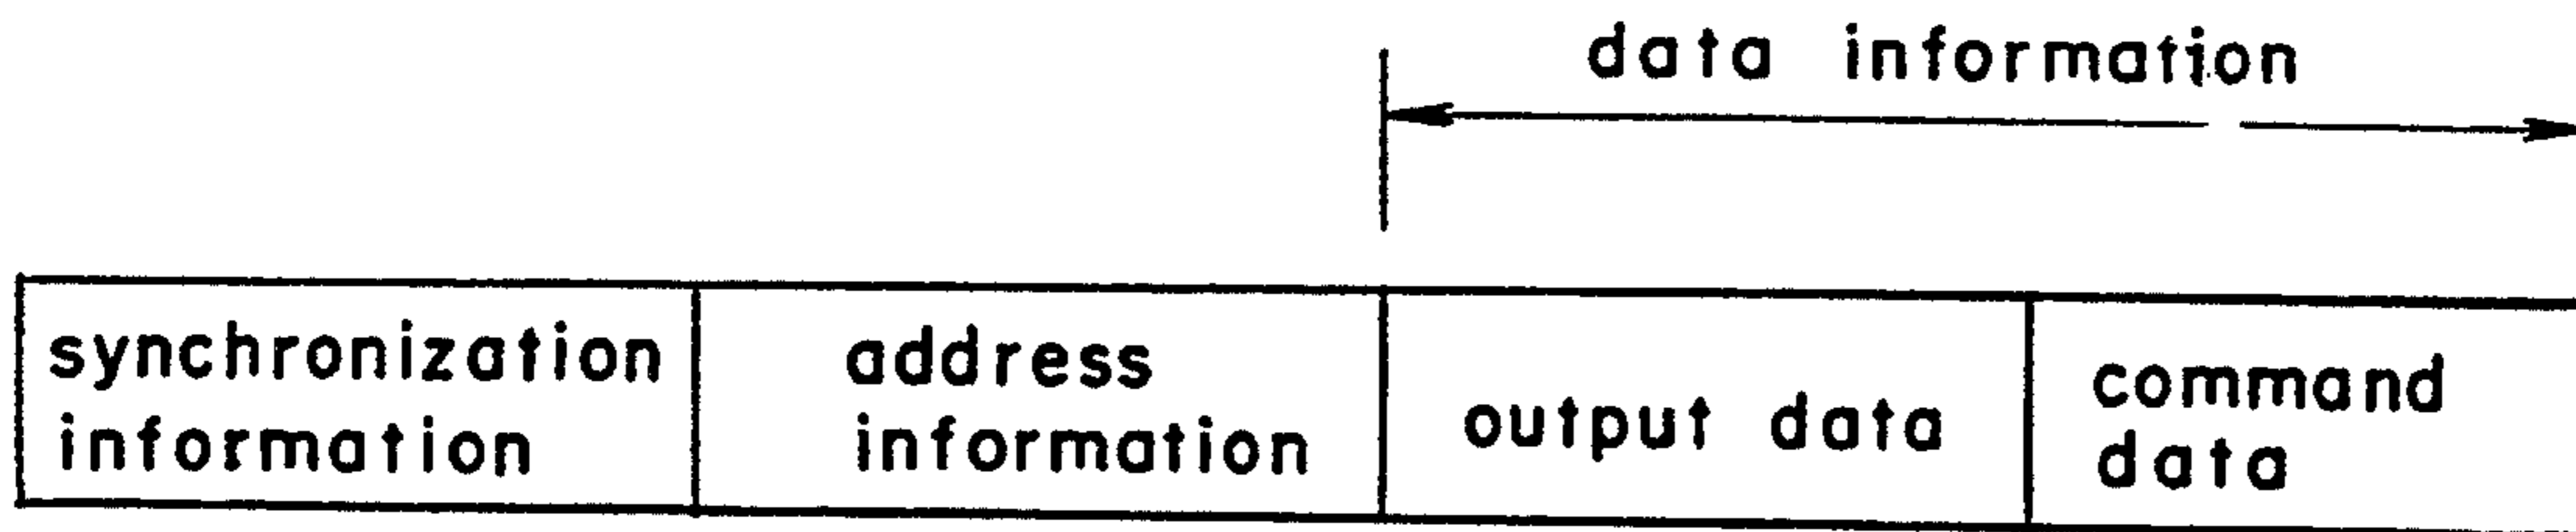 data information
synchronization
information
address
information
output data
command
data